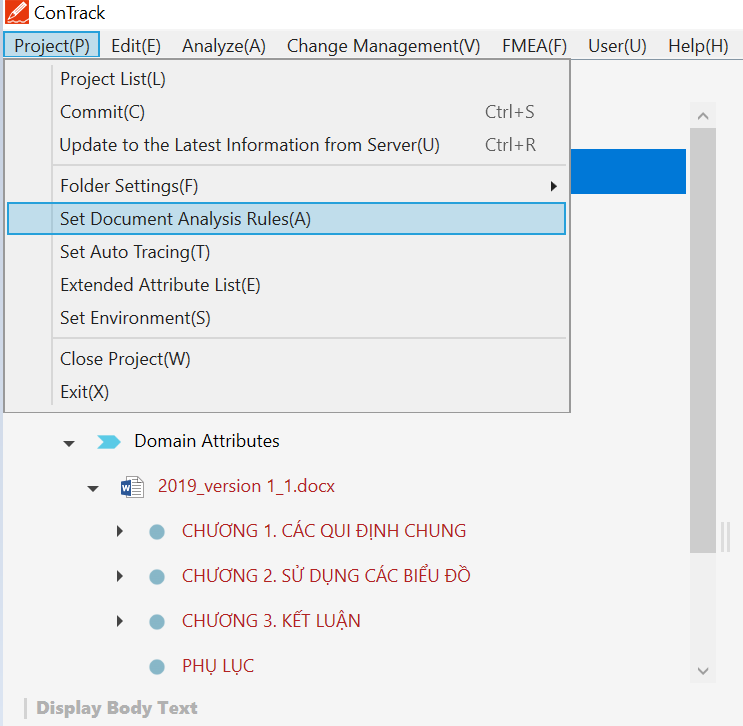 ConTrack
Project(P) Edit(E) Analyze(A) Change Management(V) FMEA(F) User(U) Help(H)
Project List(L)
Commit(C) Ctrl+S
Update to the Latest Information from Server(U) Ctrl+R
Folder Settings(F)
Set Document Analysis Rules(A)
Set Auto Tracing(T)
Extended Attribute List(E)
Set Environment(S)
Close Project(W)
Exit(X)
Domain Attributes
2019_version 1_1.docx
CHƯƠNG 1. CÁC QUI ĐỊNH CHUNG
CHƯƠNG 2. SỬ DỤNG CÁC BIỂU ĐỒ
CHƯƠNG 3. KẾT LUẬN
PHỤ LỤC
Display Body Text